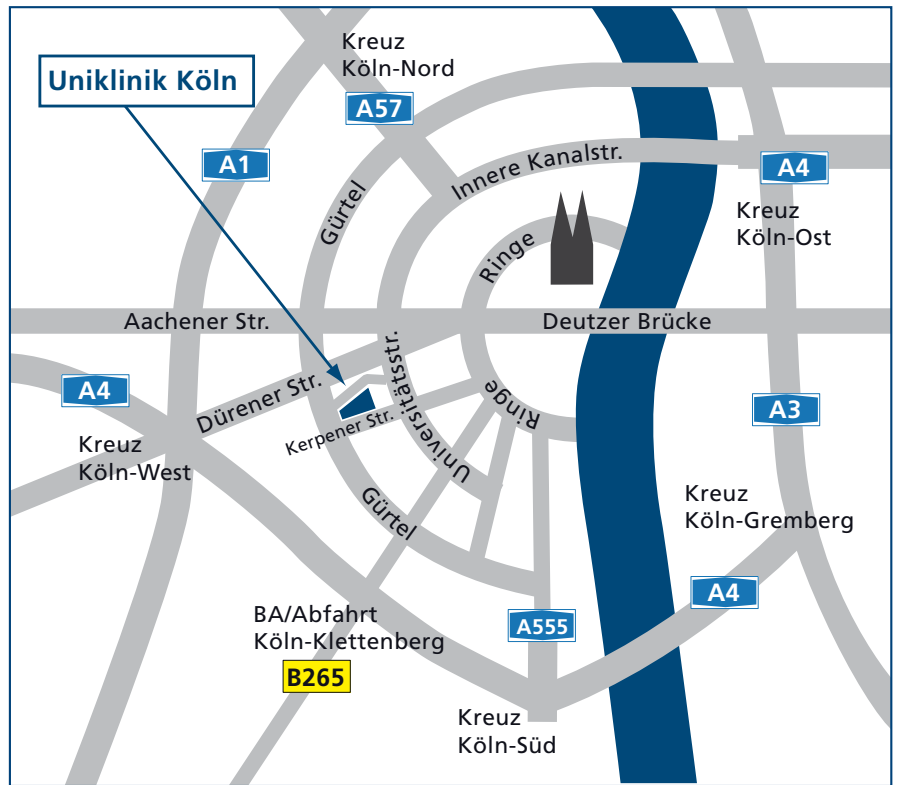 Kreuz
Köln-Nord
Uniklinik Köln
A57
A1
Innere Kanalstr.
A4
Gürtel
Kreuz
Köln-Ost
Ringe
Aachener Str.
Deutzer Brücke
Universitätsstr.
A4
Dürener Str.
Ringe
A3
Kerpener Str.
Kreuz
Köln-West
Gürtel
Kreuz
Köln-Gremberg
A4
BA/Abfahrt
Köln-Klettenberg
A555
B265
Kreuz
Köln-Süd